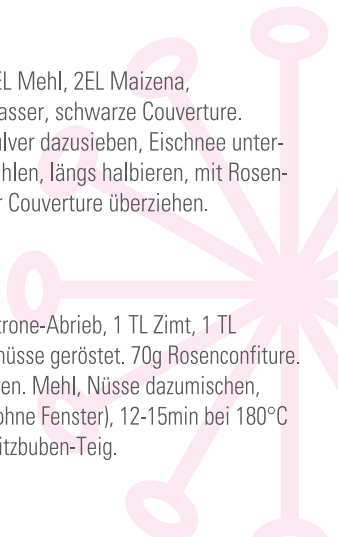 EL Mehl, 2EL Maizena,
asser, schwarze Couverture.
ulver dazusieben, Eischnee unter-
hlen, längs halbieren, mit Rosen-
r Couverture überziehen.
trone-Abrieb, 1 TL Zimt, 1 TL
nüsse geröstet. 70g Rosenconfiture.
en. Mehl, Nüsse dazumischen,
ohne Fenster), 12-15min bei 180°C
itzbuben-Teig.